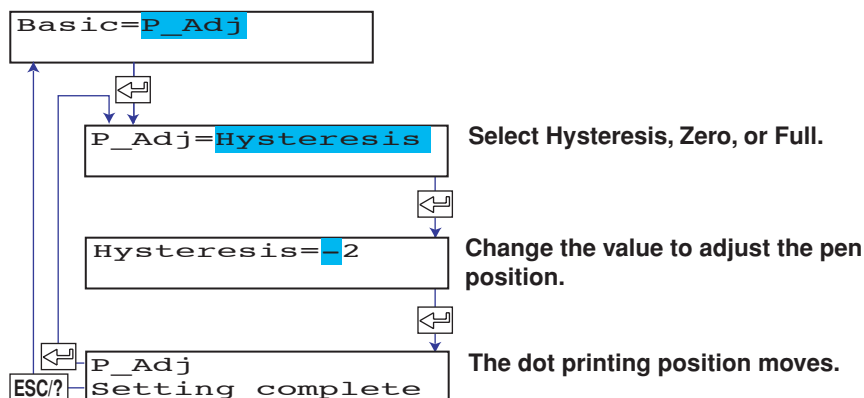 Basic=P_Adj
P_Adj=Hysteresis
Select Hysteresis, Zero, or Full.
Hysteresis=-2
Change the value to adjust the pen
position.
P_Adj
Setting complete
The dot printing position moves.
ESC/?